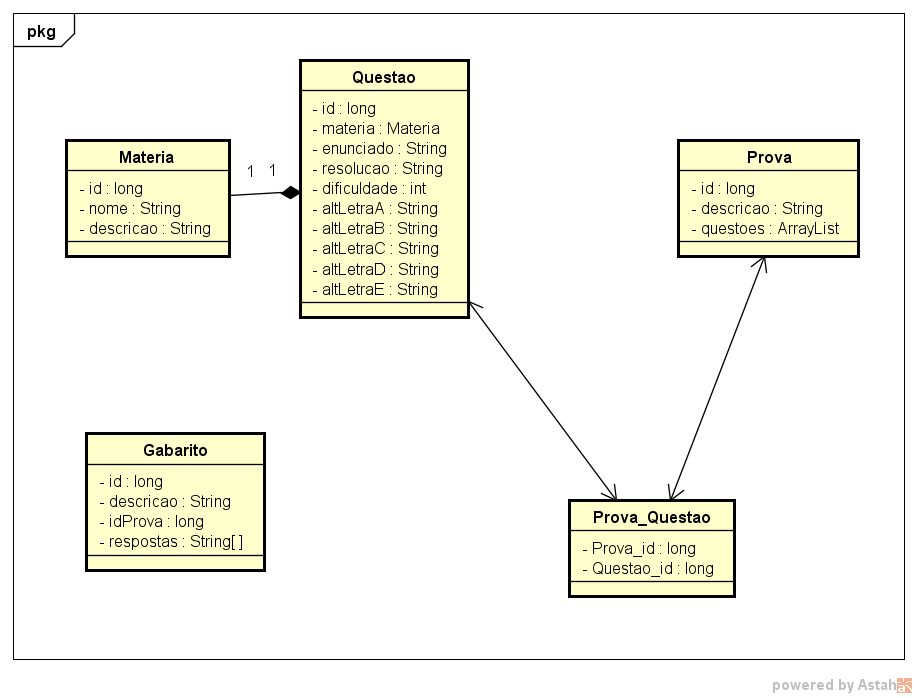 pkg
Questao
- id : long
- materia : Materia
- enunciado : String
- resolucao : String
- dificuldade : int
- altLetraA : String
- altLetraB : String
- altLetraC : String
- altLetraD : String
- altLetraE : String
1 1
Materia
- id : long
- nome : String
- descricao : String
Prova
- id : long
- descricao : String
- questoes : ArrayList
Gabarito
- id : long
- descricao : String
- idProva : long
- respostas : String[ ]
Prova_Questao
- Prova_id : long
- Questao_id : long
powered by Astah